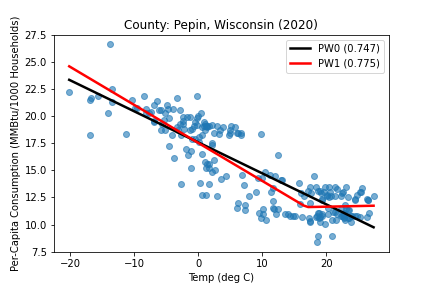 County: Pepin, Wisconsin (2020)
Per-Capita Consumption (MMBtu/1000 Households)
27.5
25.0
22.5
20.0
17.5
15.0
12.5
10.0
7.5
PW0 (0.747)
PW1 (0.775)
−20
−10
0
10
20
Temp (deg C)